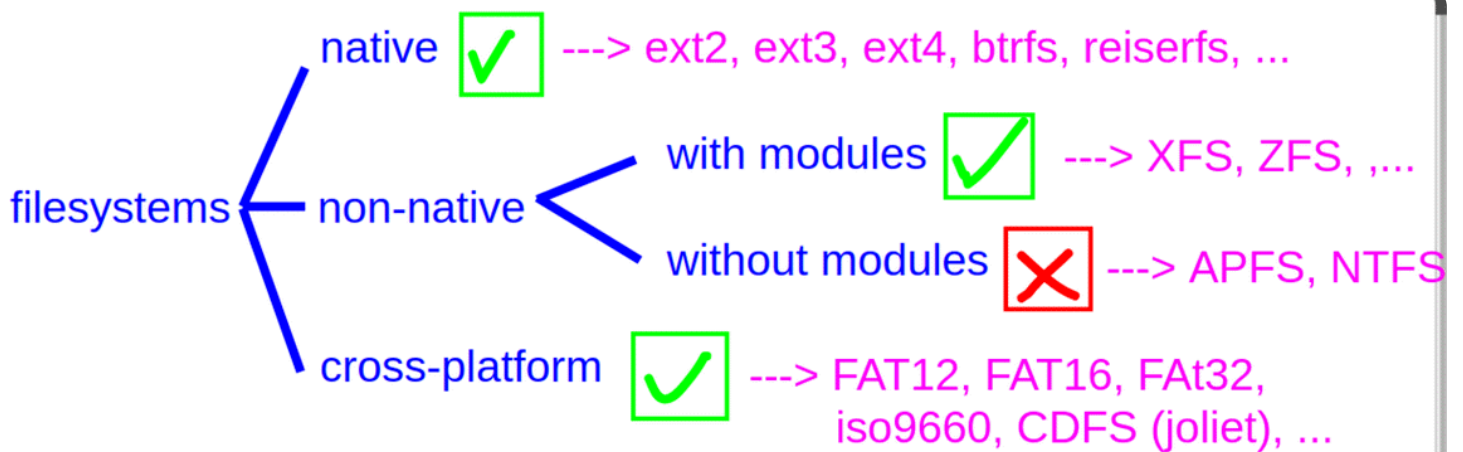 native ---> ext2, ext3, ext4, btrfs, reiserfs, ...
with modules ---> XFS, ZFS, ,...
filesystems non-native
without modules ---> APFS, NTFS
cross-platform ---> FAT12, FAT16, FAt32,
iso9660, CDFS (joliet), ...